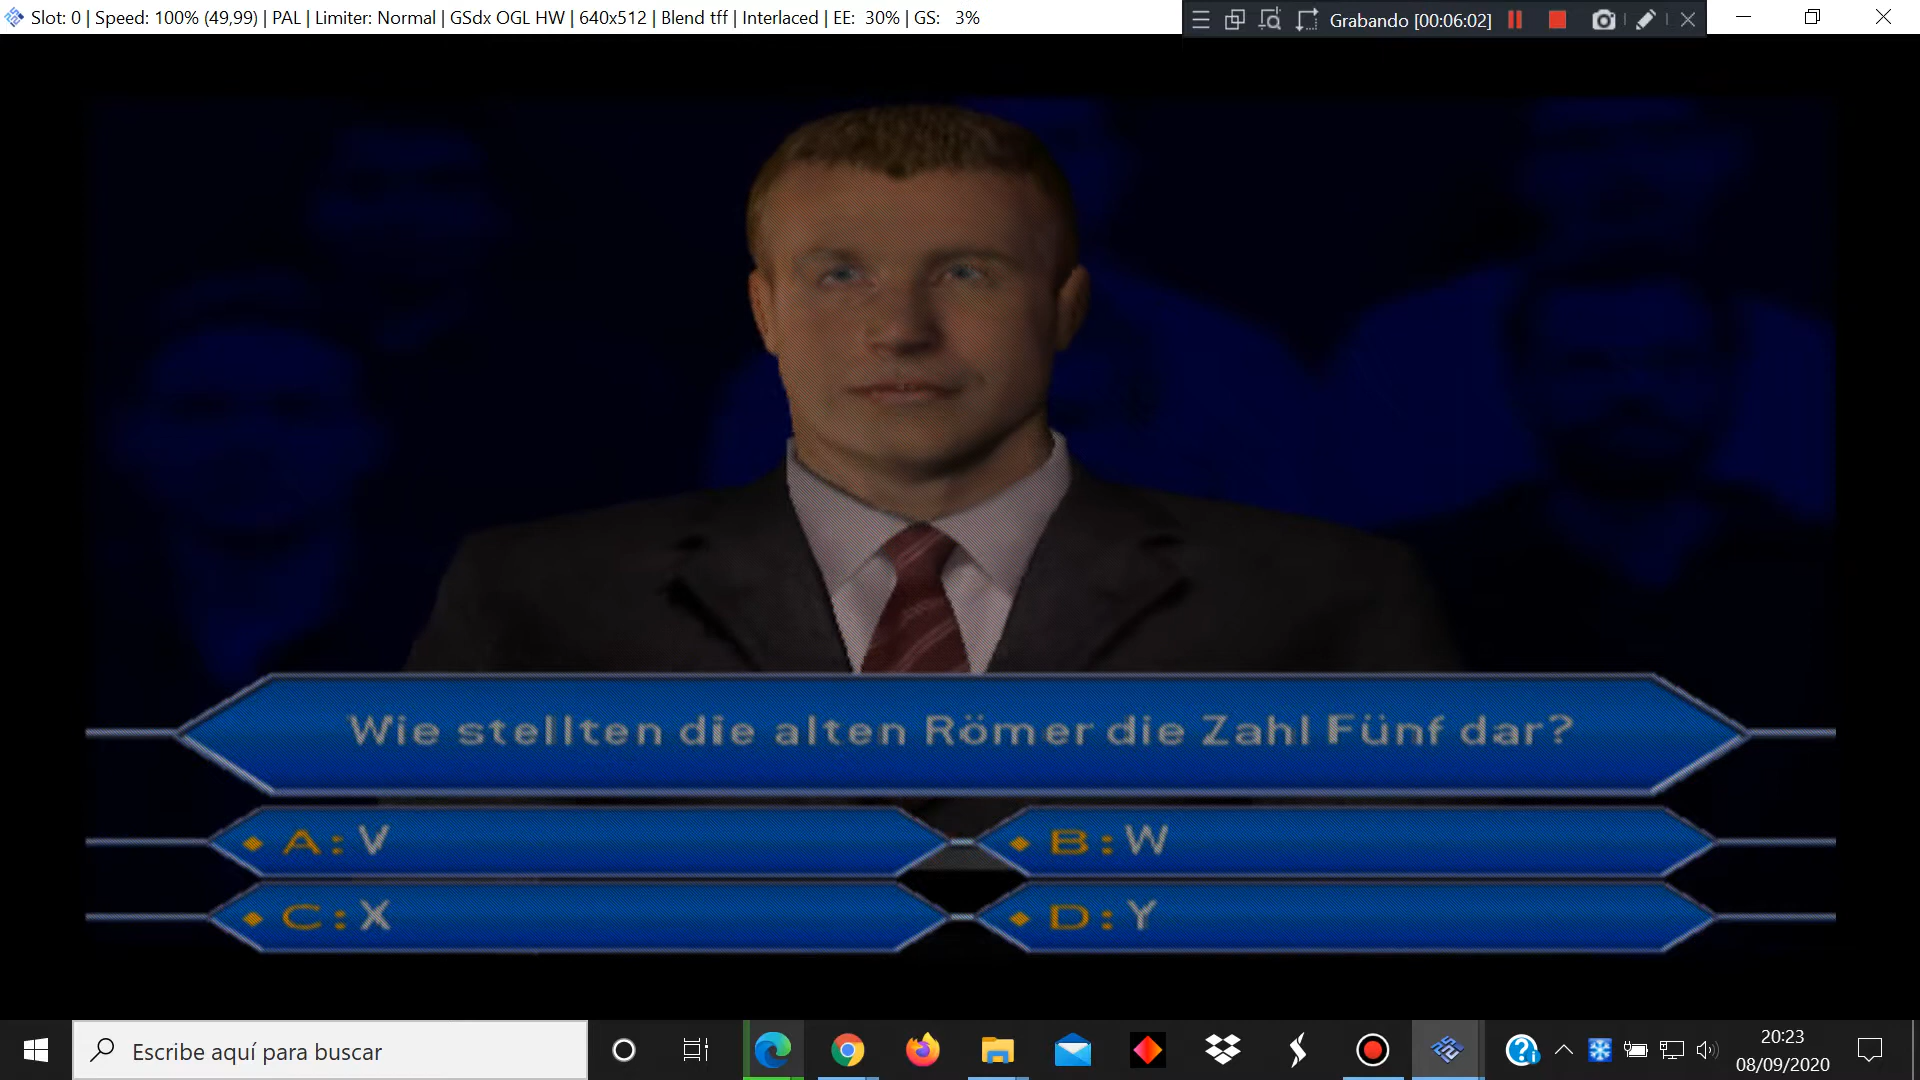 Slot: 0 | Speed: 100% (49,99) | PAL | Limiter: Normal | GSdx OGL HW | 640x512 | Blend tff | Interlaced | EE: 30% | GS: 3%
Grabando [00:06:02]
Wie stellten die alten Römer die Zahl Fünf dar?
A: V
B: W
C: X
D: Y
Escribe aquí para buscar
20:23
08/09/2020